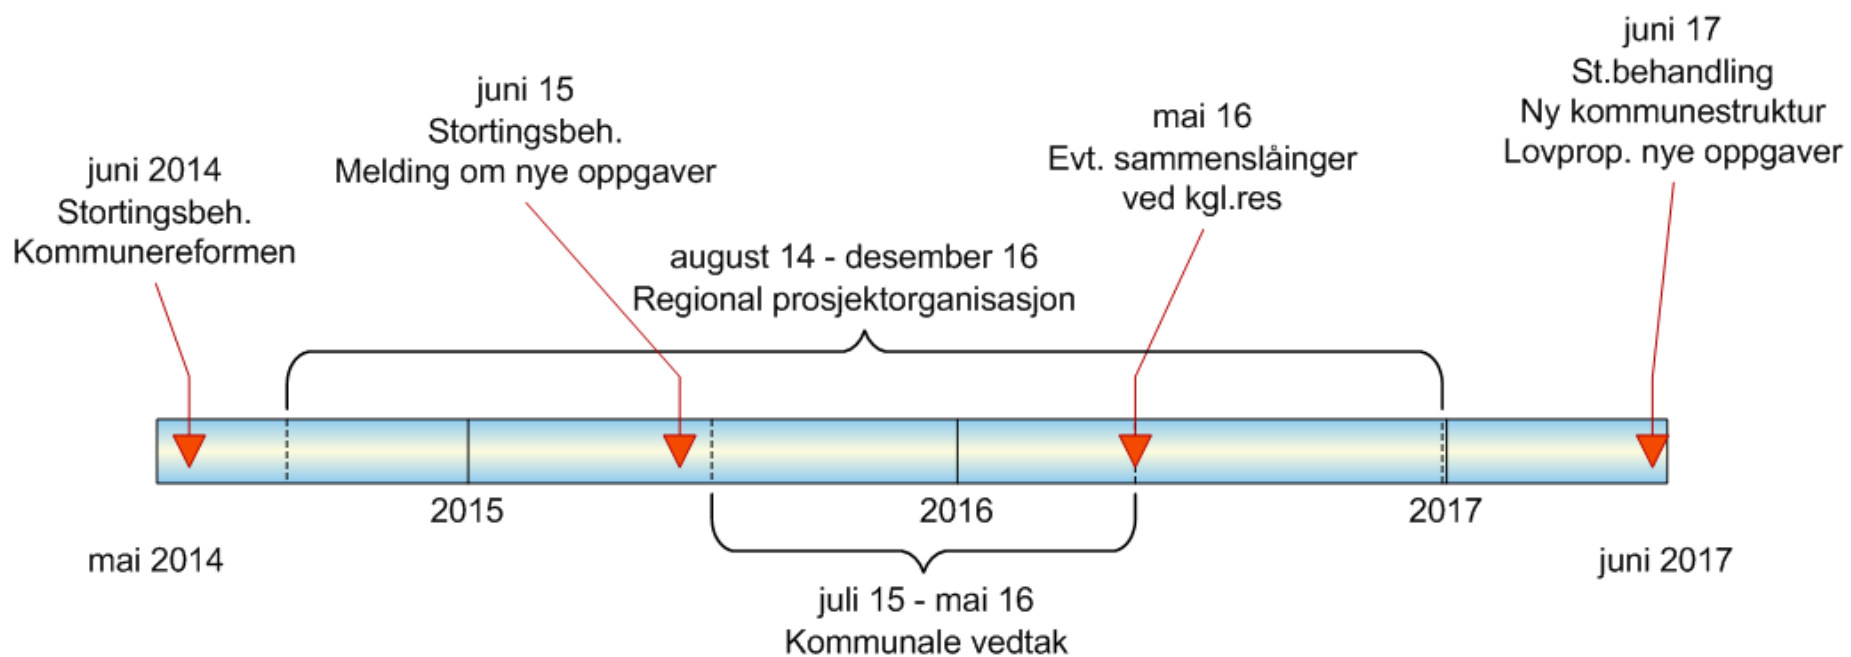 juni 2014
Stortingsbeh.
Kommunereformen
juni 15
Stortingsbeh.
Melding om nye oppgaver
august 14 - desember 16
Regional prosjektorganisasjon
mai 16
Evt. sammenslåinger
ved kgl.res
juni 17
St.behandling
Ny kommunestruktur
Lovprop. nye oppgaver
2015
2016
2017
mai 2014
juni 2017
juli 15 - mai 16
Kommunale vedtak